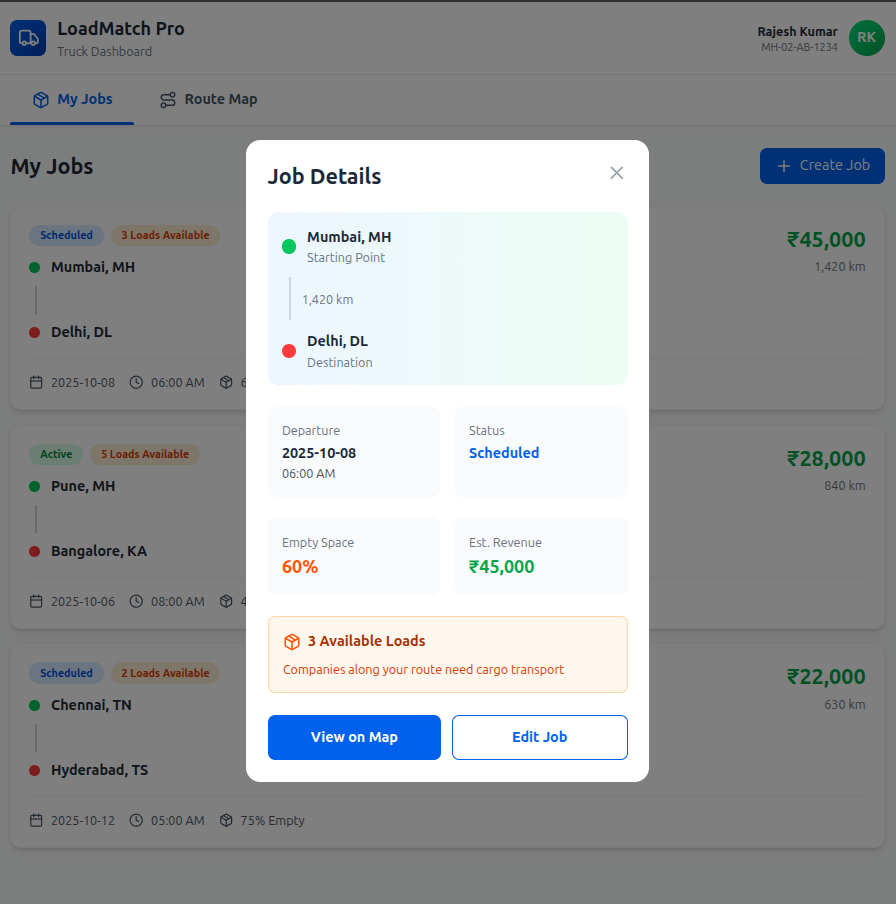 LoadMatch Pro
Truck Dashboard
Rajesh Kumar
MH-02-AB-1234
RK
My Jobs
Route Map
My Jobs
Create Job
Scheduled
3 Loads Available
Mumbai, MH
Delhi, DL
2025-10-08
06:00 AM
6
₹45,000
1,420 km
Active
5 Loads Available
Pune, MH
Bangalore, KA
2025-10-06
08:00 AM
4
₹28,000
840 km
Scheduled
2 Loads Available
Chennai, TN
Hyderabad, TS
2025-10-12
05:00 AM
75% Empty
₹22,000
630 km
Job Details
Mumbai, MH
Starting Point
1,420 km
Delhi, DL
Destination
Departure
2025-10-08
06:00 AM
Status
Scheduled
Empty Space
60%
Est. Revenue
₹45,000
3 Available Loads
Companies along your route need cargo transport
View on Map
Edit Job